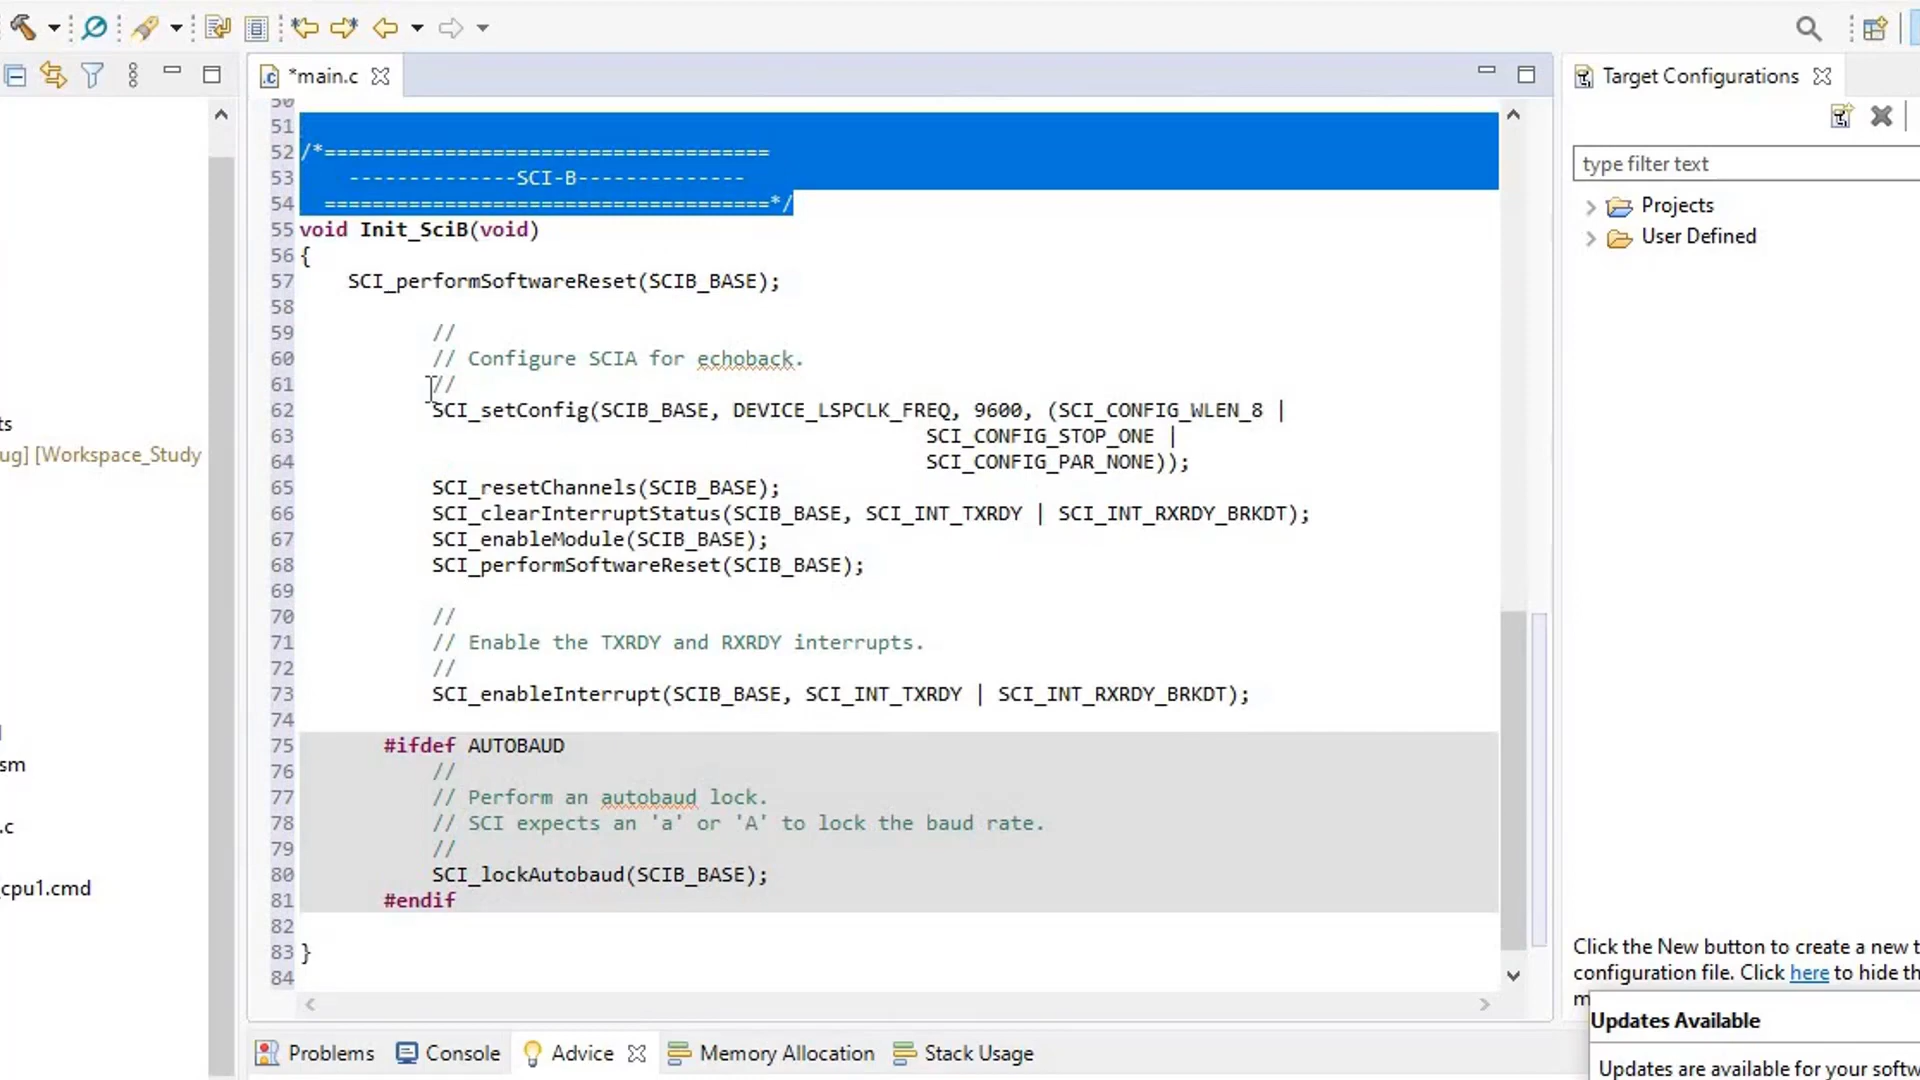 *main.c
Target Configurations
type filter text
Projects
User Defined
ts
ug] [Workspace_Study
sm
.c
cpu1.cmd
50
51
52 /*=====================================
53     --------------SCI-B--------------
54   =====================================*/
55 void Init_SciB(void)
56 {
57     SCI_performSoftwareReset(SCIB_BASE);
58
59 //
60 // Configure SCIA for echoback.
61 //
62 SCI_setConfig(SCIB_BASE, DEVICE_LSPCLK_FREQ, 9600, (SCI_CONFIG_WLEN_8 |
63 SCI_CONFIG_STOP_ONE |
64 SCI_CONFIG_PAR_NONE));
65 SCI_resetChannels(SCIB_BASE);
66 SCI_clearInterruptStatus(SCIB_BASE, SCI_INT_TXRDY | SCI_INT_RXRDY_BRKDT);
67 SCI_enableModule(SCIB_BASE);
68 SCI_performSoftwareReset(SCIB_BASE);
69
70 //
71 // Enable the TXRDY and RXRDY interrupts.
72 //
73 SCI_enableInterrupt(SCIB_BASE, SCI_INT_TXRDY | SCI_INT_RXRDY_BRKDT);
74
75 #ifdef AUTOBAUD
76 //
77 // Perform an autobaud lock.
78 // SCI expects an 'a' or 'A' to lock the baud rate.
79 //
80 SCI_lockAutobaud(SCIB_BASE);
81 #endif
82
83 }
84
Click the New button to create a new t
configuration file. Click here to hide th
m
Updates Available
Updates are available for your softw
Problems Console Advice Memory Allocation Stack Usage